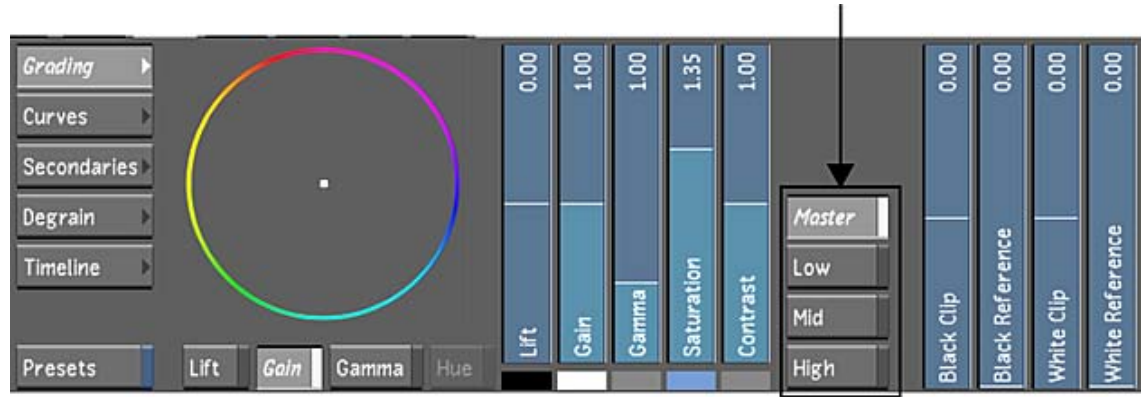 Grading
Curves
Secondaries
Degrain
Timeline
Presets
Lift
Gain
Gamma
Hue
Lift 0.00
Gain 1.00
Gamma 1.00
Saturation 1.35
Contrast 1.00
Master
Low
Mid
High
Black Clip 0.00
Black Reference 0.00
White Clip 0.00
White Reference 0.00